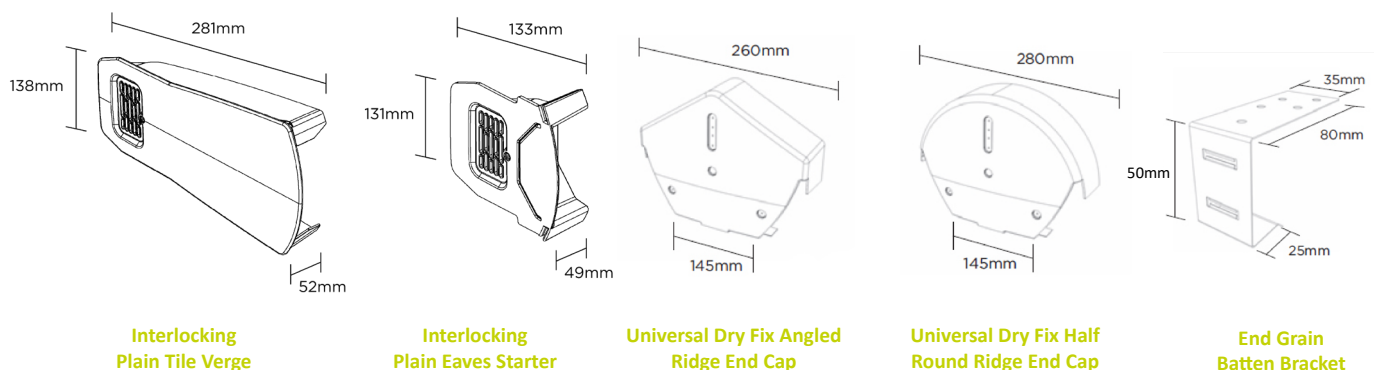 281mm
138mm
52mm
Interlocking
Plain Tile Verge
133mm
131mm
49mm
Interlocking
Plain Eaves Starter
260mm
145mm
Universal Dry Fix Angled
Ridge End Cap
280mm
145mm
Universal Dry Fix Half
Round Ridge End Cap
35mm
80mm
50mm
25mm
End Grain
Batten Bracket